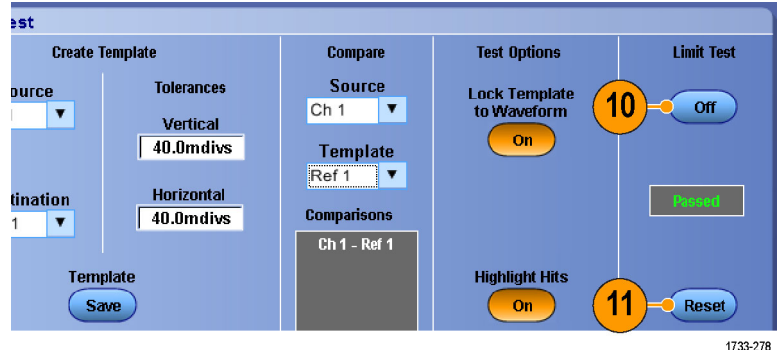 est
Create Template
Compare
Test Options
Limit Test
ource
Tolerances
Source
Lock Template
to Waveform
10
Off
Vertical
Ch 1
On
40.0mdivs
Template
Ref 1
tination
Horizontal
Passed
1
40.0mdivs
Comparisons
Ch 1 - Ref 1
Template
Highlight Hits
Save
On
11
Reset
1733-278